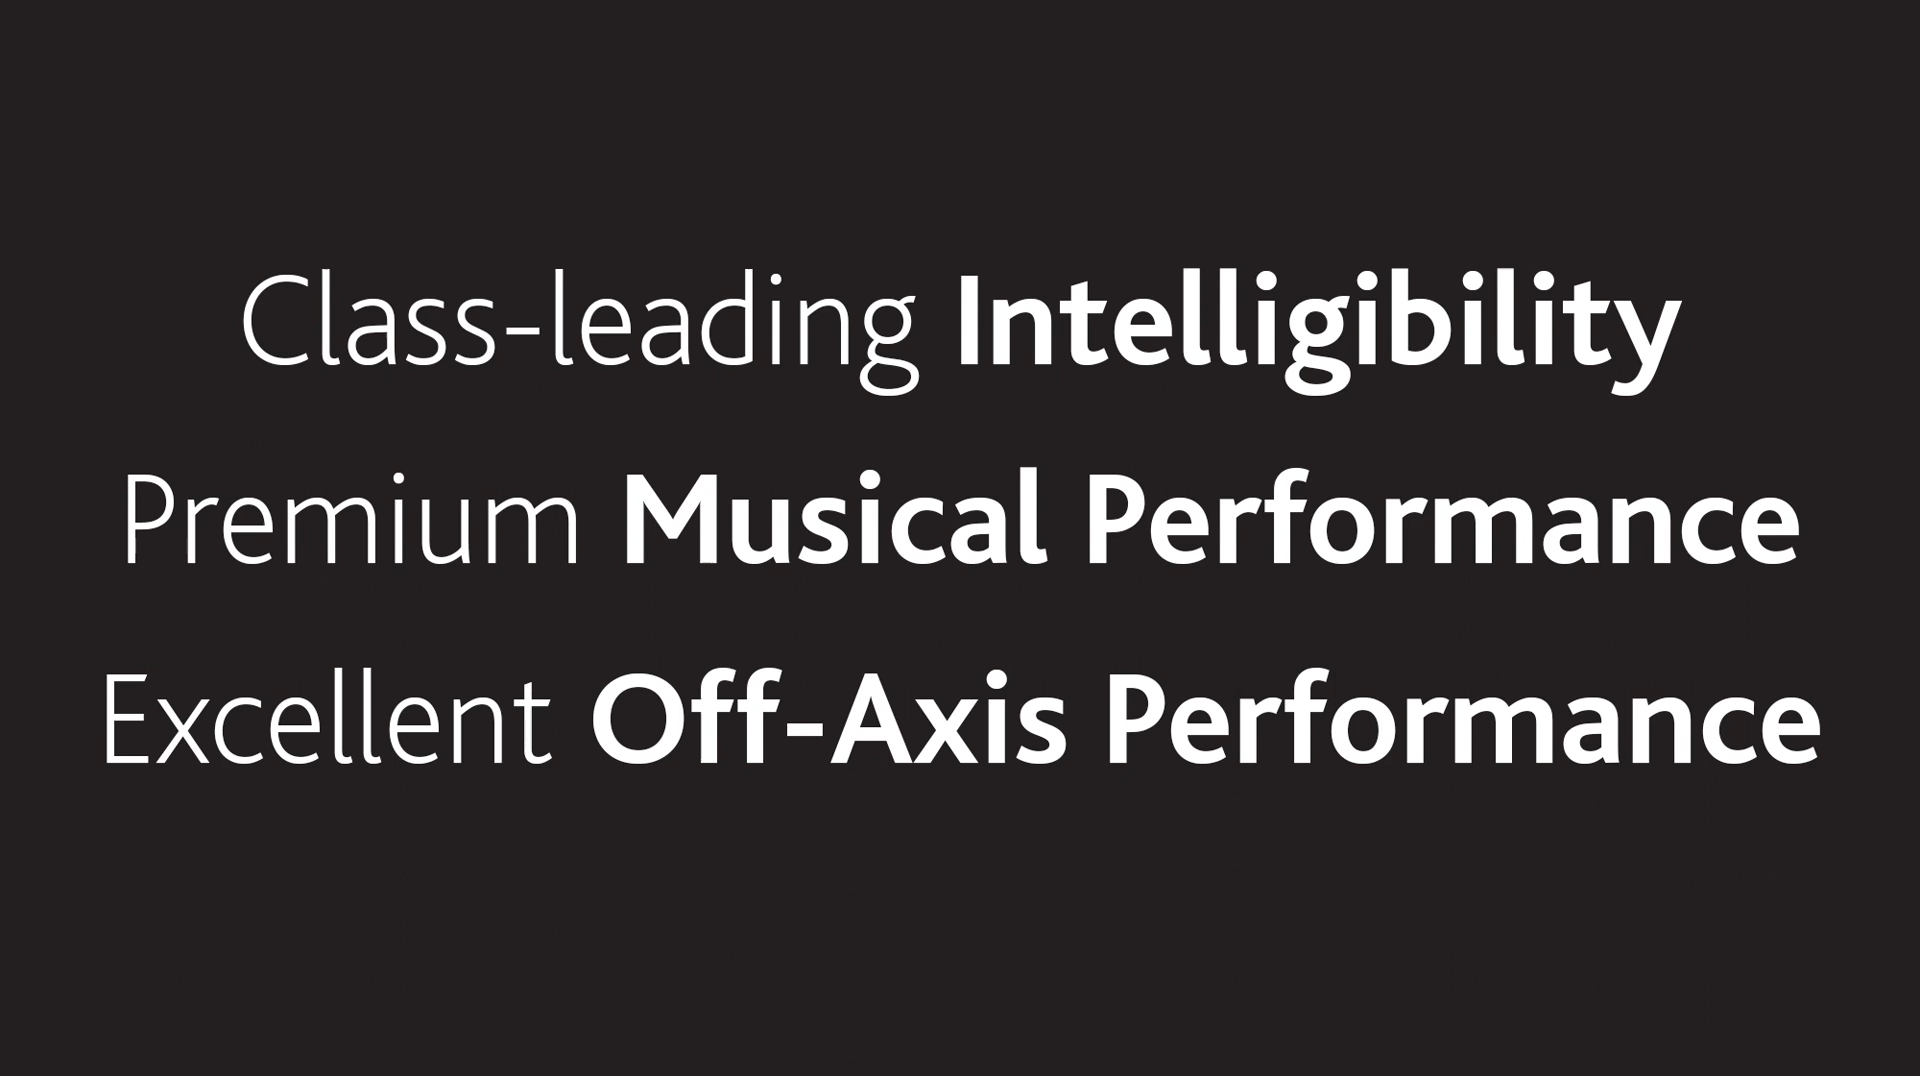 Class-leading Intelligibility
Premium Musical Performance
Excellent Off-Axis Performance